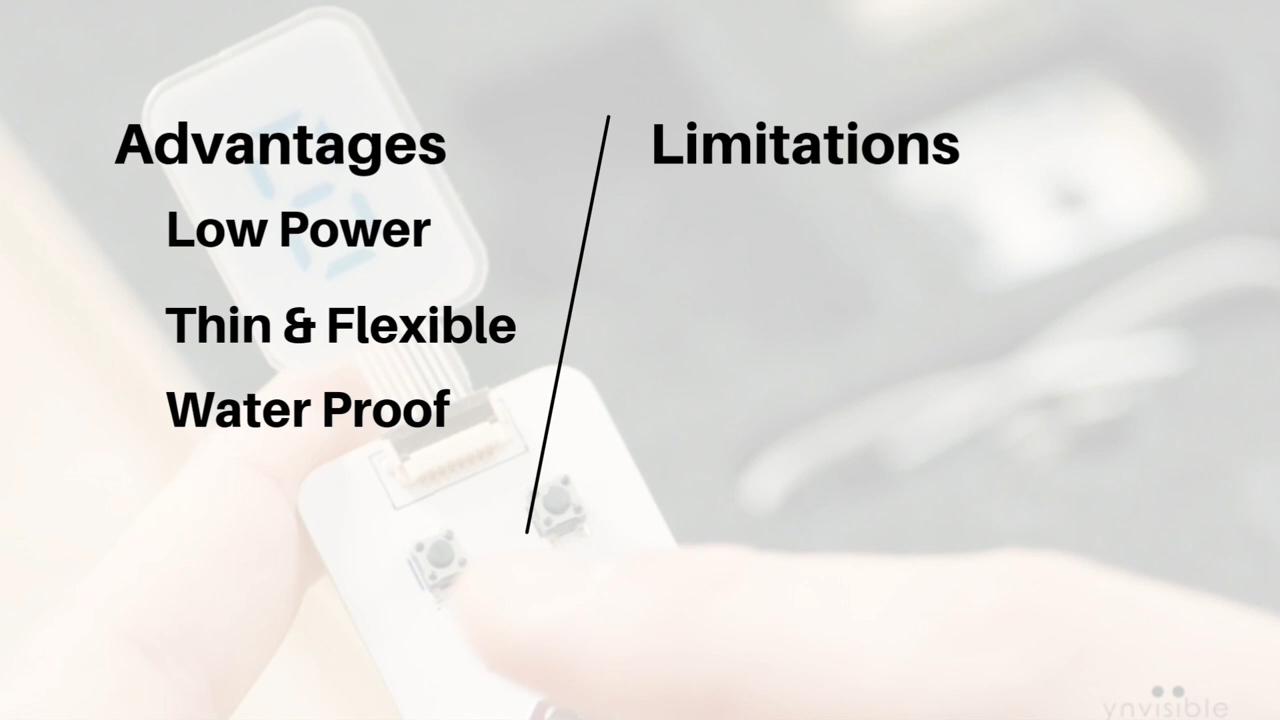 Advantages
Low Power
Thin & Flexible
Water Proof
Limitations
ynvisible